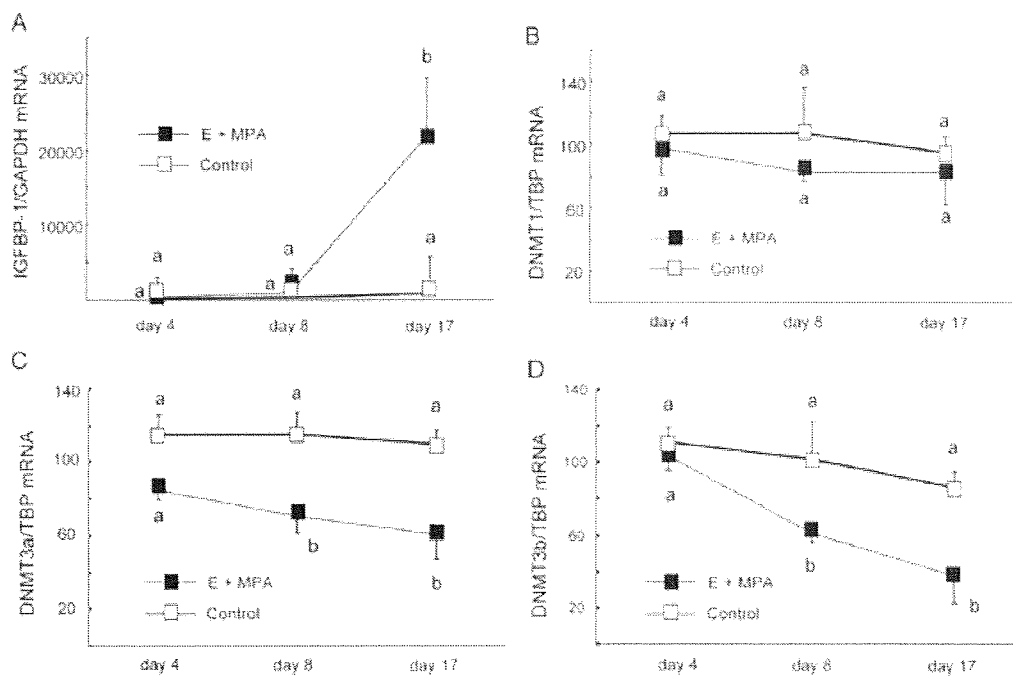 A
IGFBP-1/GAPDH mRNA
30000
20000
10000
E + MPA
Control
b
a
a
a
a
a
day 4
day 8
day 17
B
DNMT1/TBP mRNA
140
100
60
20
a
a
a
a
a
a
E + MPA
Control
day 4
day 8
day 17
C
DNMT3a/TBP mRNA
140
100
60
20
a
a
a
a
b
b
E + MPA
Control
day 4
day 8
day 17
D
DNMT3b/TBP mRNA
140
100
60
20
a
a
a
a
b
b
E + MPA
Control
day 4
day 8
day 17